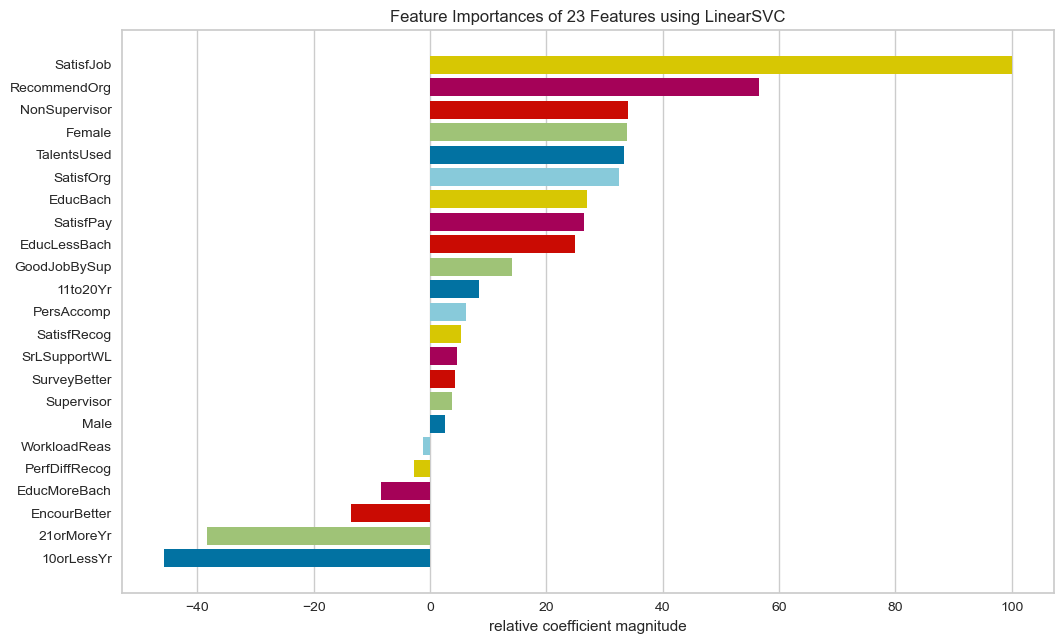 Feature Importances of 23 Features using LinearSVC
SatisfJob
RecommendOrg
NonSupervisor
Female
TalentsUsed
SatisfOrg
EducBach
SatisfPay
EducLessBach
GoodJobBySup
11to20Yr
PersAccomp
SatisfRecog
SrLSupportWL
SurveyBetter
Supervisor
Male
WorkloadReas
PerfDiffRecog
EducMoreBach
EncourBetter
21orMoreYr
10orLessYr
−40 −20 0 20 40 60 80 100
relative coefficient magnitude